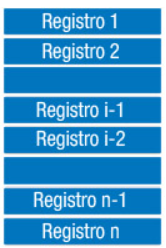 Registro 1
Registro 2
Registro i-1
Registro i-2
Registro n-1
Registro n